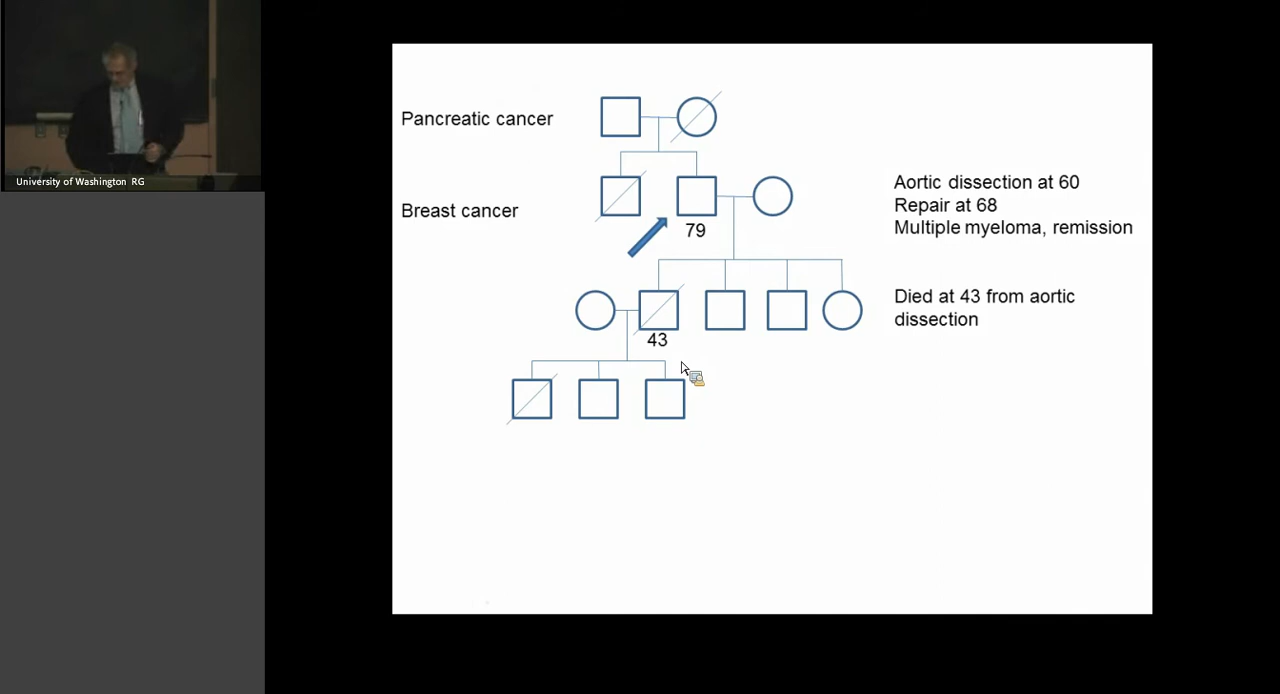 University of Washington RG
Pancreatic cancer
Breast cancer
79
Aortic dissection at 60
Repair at 68
Multiple myeloma, remission
43
Died at 43 from aortic
dissection